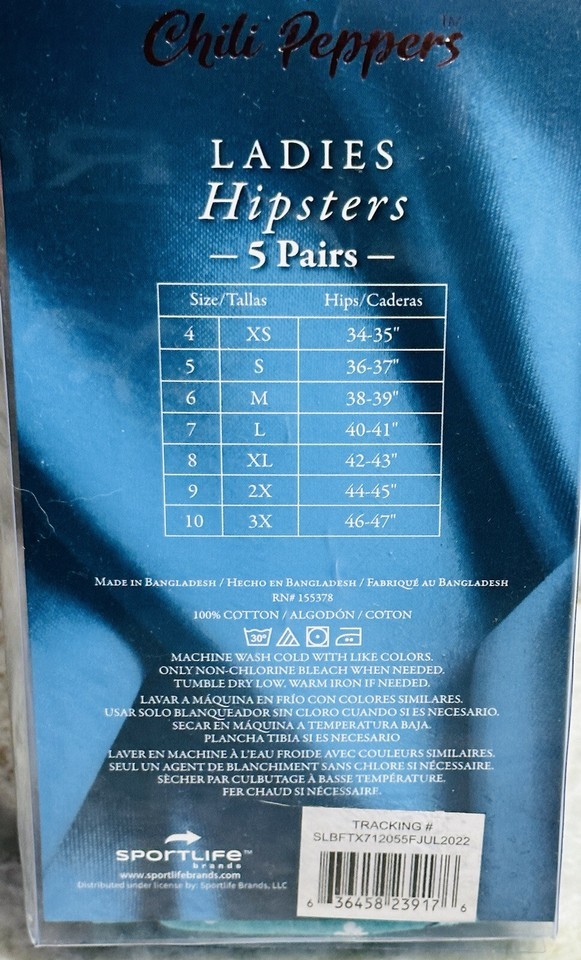 Chili Peppers™
LADIES
Hipsters
– 5 Pairs –
Size/Tallas Hips/Caderas
4 XS 34-35"
5 S 36-37"
6 M 38-39"
7 L 40-41"
8 XL 42-43"
9 2X 44-45"
10 3X 46-47"
Made in Bangladesh / Hecho en Bangladesh / Fabriqué au Bangladesh
RN# 155378
100% COTTON / ALGODÓN / COTON
30°
MACHINE WASH COLD WITH LIKE COLORS.
ONLY NON-CHLORINE BLEACH WHEN NEEDED.
TUMBLE DRY LOW. WARM IRON IF NEEDED.
LAVAR A MÁQUINA EN FRÍO CON COLORES SIMILARES.
USAR SOLO BLANQUEADOR SIN CLORO CUANDO SI ES NECESARIO.
SECAR EN MÁQUINA A TEMPERATURA BAJA.
PLANCHA TIBIA SI ES NECESARIO
LAVER EN MACHINE À L'EAU FROIDE AVEC COULEURS SIMILAIRES.
SEUL UN AGENT DE BLANCHIMENT SANS CHLORE SI NÉCESSAIRE.
SÈCHER PAR CULBUTAGE À BASSE TEMPÉRATURE.
FER CHAUD SI NÉCESSAIRE.
SPORTLIFE™
brands
www.sportlifebrands.com
Distributed under license by: Sportlife Brands, LLC
TRACKING #
SLBFTX712055FJUL2022
6 36458 23917 6